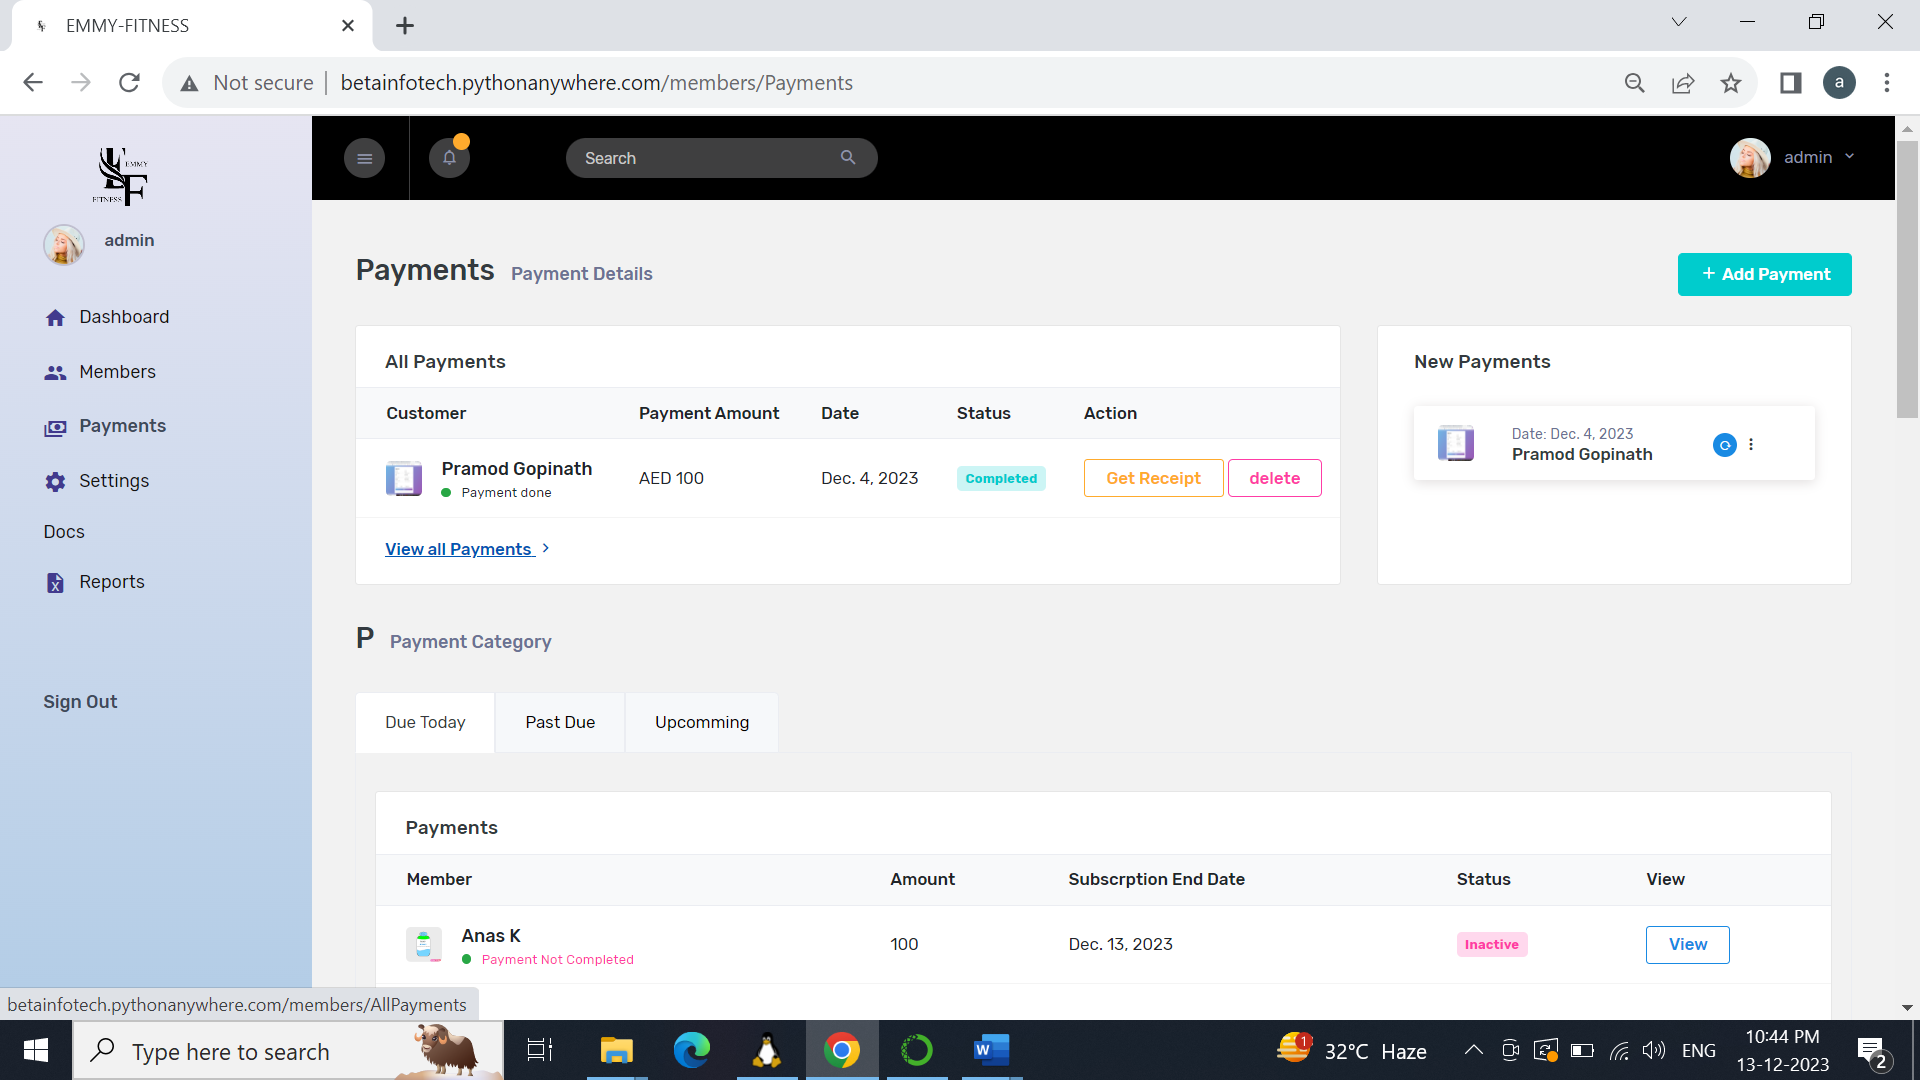 EMMY-FITNESS
Not secure
betainfotech.pythonanywhere.com/members/Payments
a
EMMY
FITNESS
admin
Dashboard
Members
Payments
Settings
Docs
Reports
Sign Out
Search
admin
Payments Payment Details
+ Add Payment
All Payments
Customer Payment Amount Date Status Action
Pramod Gopinath AED 100 Dec. 4, 2023 Completed Get Receipt delete
Payment done
View all Payments
New Payments
Date: Dec. 4, 2023
Pramod Gopinath
P Payment Category
Due Today Past Due Upcomming
Payments
Member Amount Subscrption End Date Status View
Anas K 100 Dec. 13, 2023 Inactive View
Payment Not Completed
betainfotech.pythonanywhere.com/members/AllPayments
Type here to search
W
1
32°C Haze
ENG
10:44 PM
13-12-2023
2